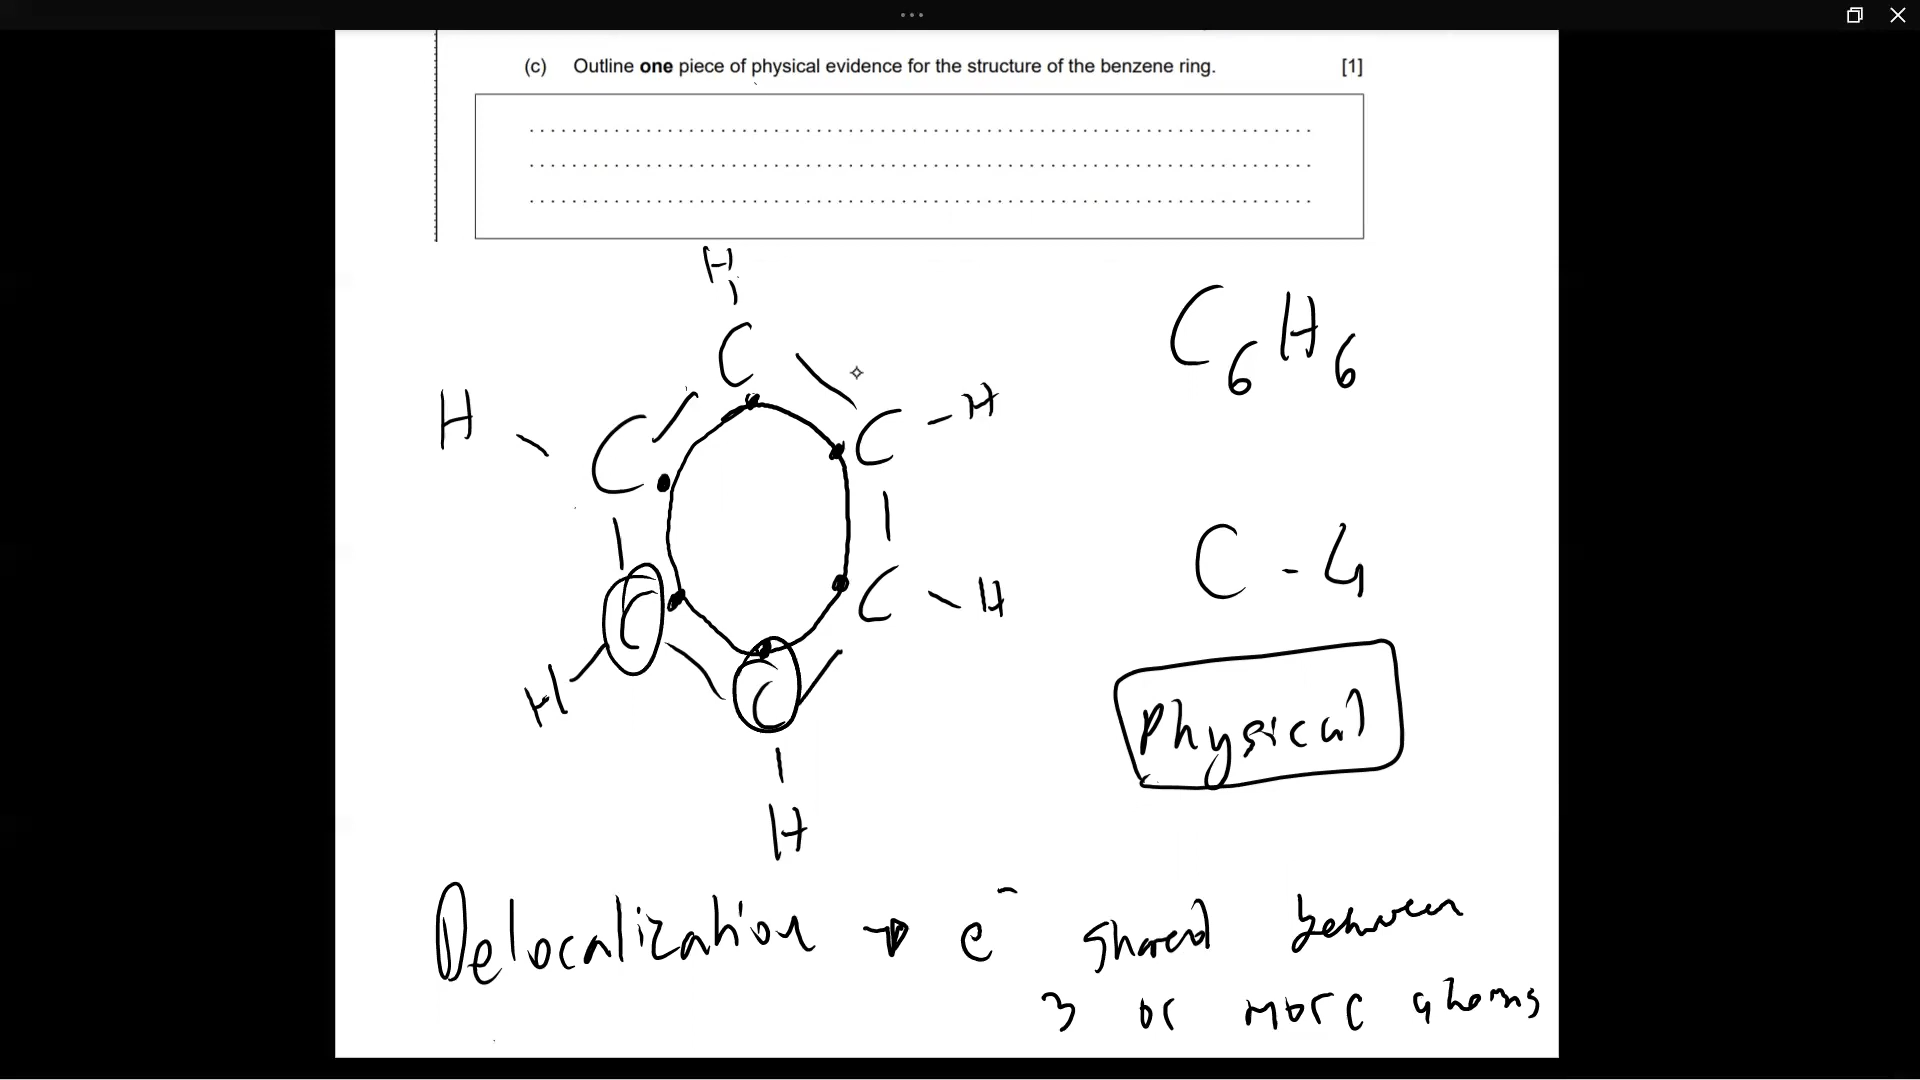 (c) Outline one piece of physical evidence for the structure of the benzene ring. [1]
H
C
C6H6
H C C - H
C - 4
C C - H
H C
Physical
H
Delocalization → e⁻ shared between
3 or more atoms